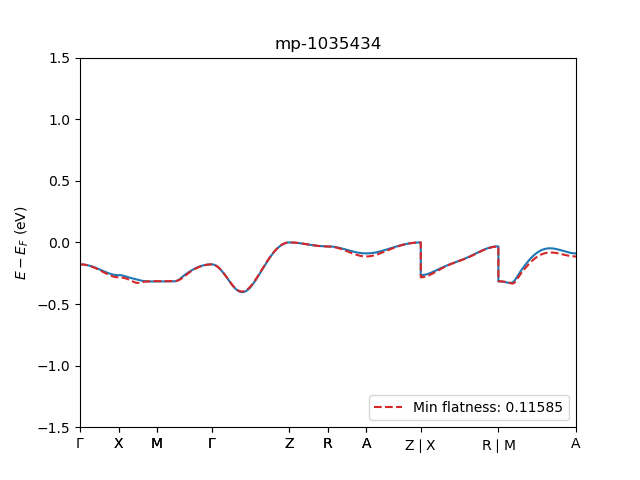 mp-1035434
E − E_F (eV)
1.5
1.0
0.5
0.0
−0.5
−1.0
−1.5
Min flatness: 0.11585
Γ X M Γ Z R A Z | X R | M A